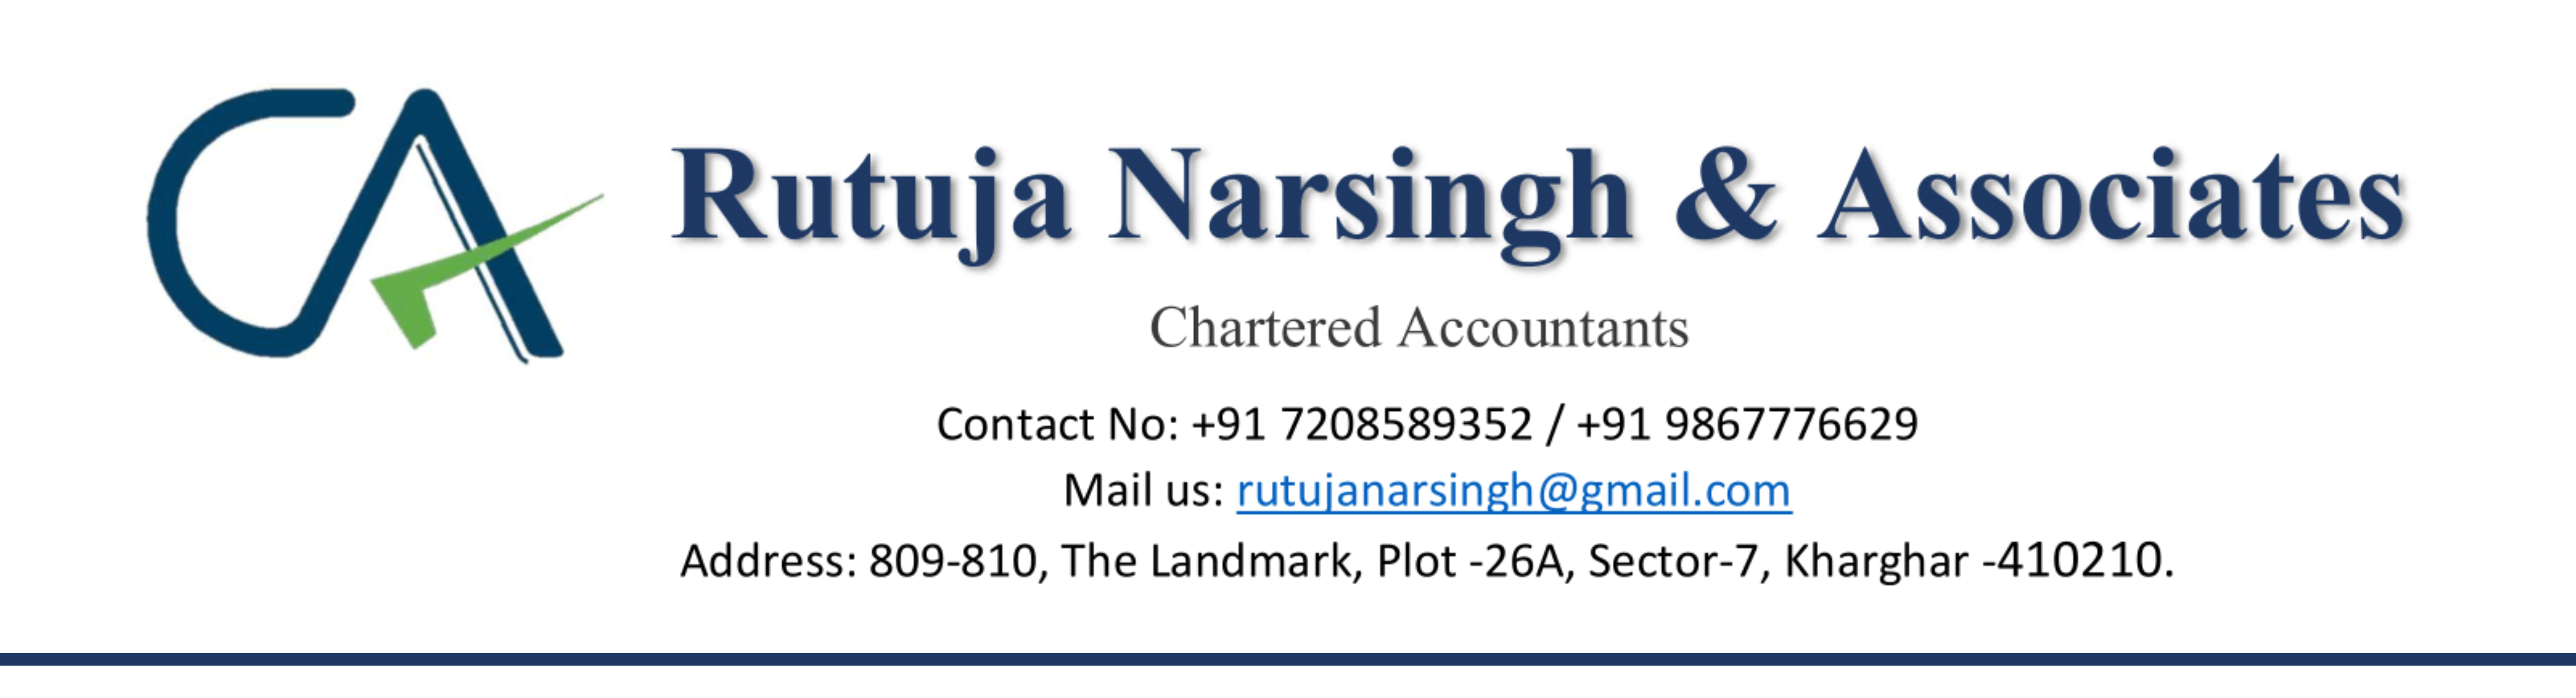 CA
Rutuja Narsingh & Associates
Chartered Accountants
Contact No: +91 7208589352 / +91 9867776629
Mail us: rutujanarsingh@gmail.com
Address: 809-810, The Landmark, Plot -26A, Sector-7, Kharghar -410210.